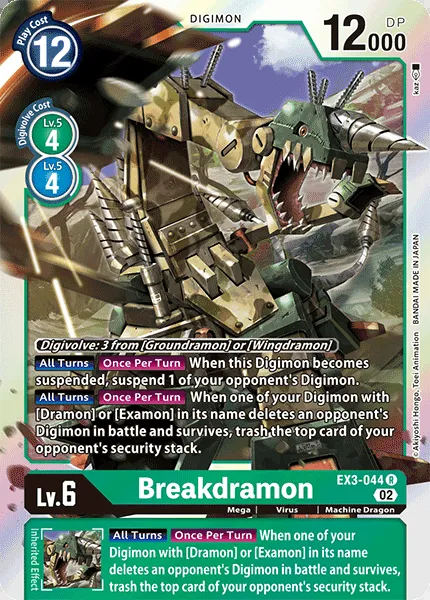 DIGIMON
Play Cost
12
DP
12000
Digivolve Cost
Lv.5
4
Lv.5
4
kaz
©Akiyoshi Hongo, Toei Animation BANDAI MADE IN JAPAN
Digivolve: 3 from [Groundramon] or [Wingdramon]
All Turns Once Per Turn When this Digimon becomes
suspended, suspend 1 of your opponent's Digimon.
All Turns Once Per Turn When one of your Digimon with
[Dramon] or [Examon] in its name deletes an opponent's
Digimon in battle and survives, trash the top card of your
opponent's security stack.
EX3-044 R
02
Lv.6
Breakdramon
Mega Virus Machine Dragon
Inherited Effect
All Turns Once Per Turn When one of your
Digimon with [Dramon] or [Examon] in its name
deletes an opponent's Digimon in battle and survives,
trash the top card of your opponent's security stack.